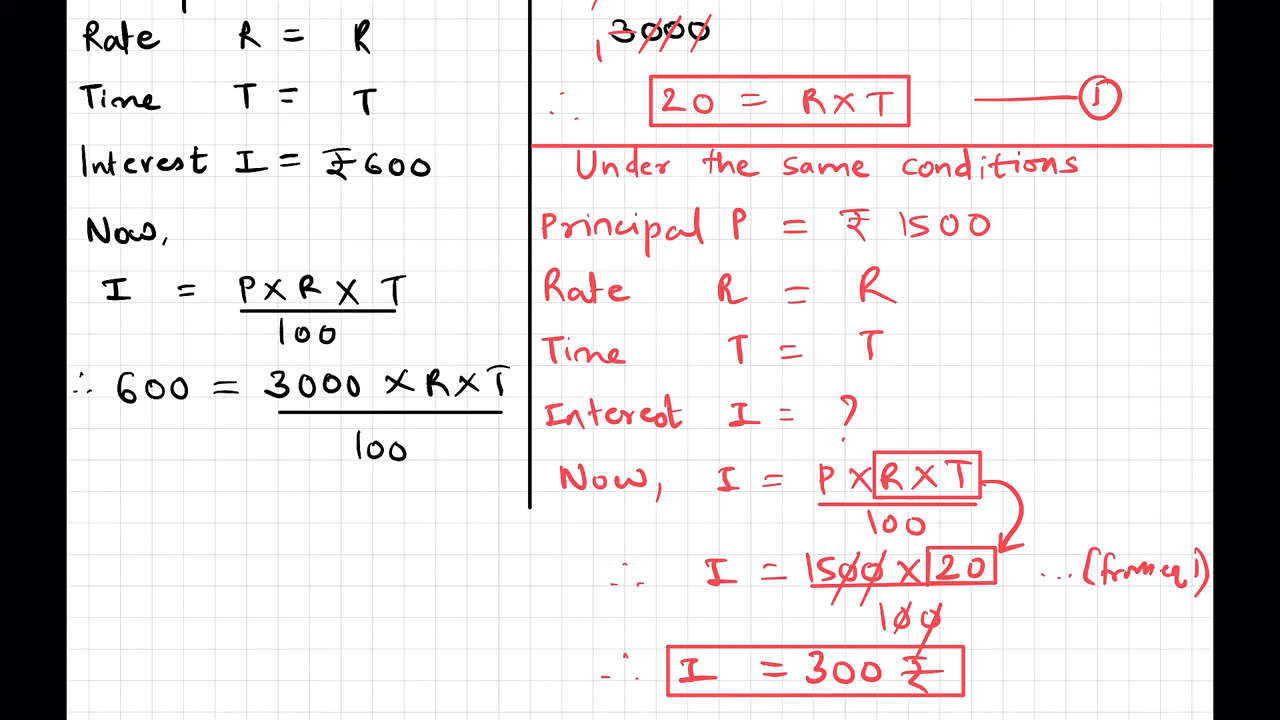 Rate R = R
Time T = T
Interest I = ₹600
Now,
I = P×R×T
100
∴ 600 = 3000 ×R×T
100
3000
∴ 20 = R×T ——— ①
Under the same conditions
Principal P = ₹ 1500
Rate R = R
Time T = T
Interest I = ?
Now, I = P×R×T
100
∴ I = 1500×20 ...(from eq 1)
100
∴ I = 300 ₹